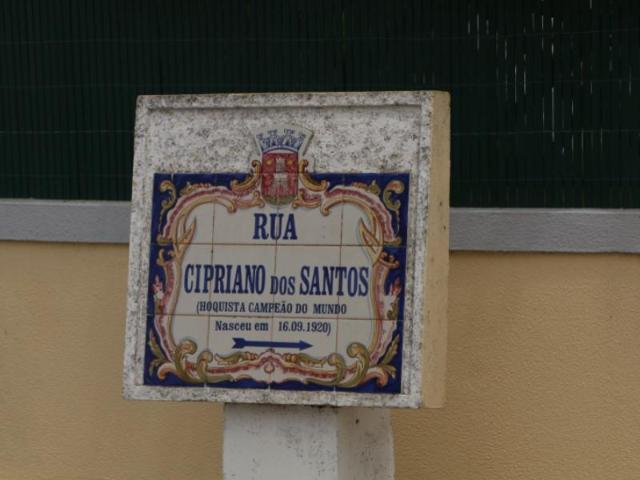 RUA
CIPRIANO DOS SANTOS
(HOQUISTA CAMPEÃO DO MUNDO
Nasceu em 16.09.1920)